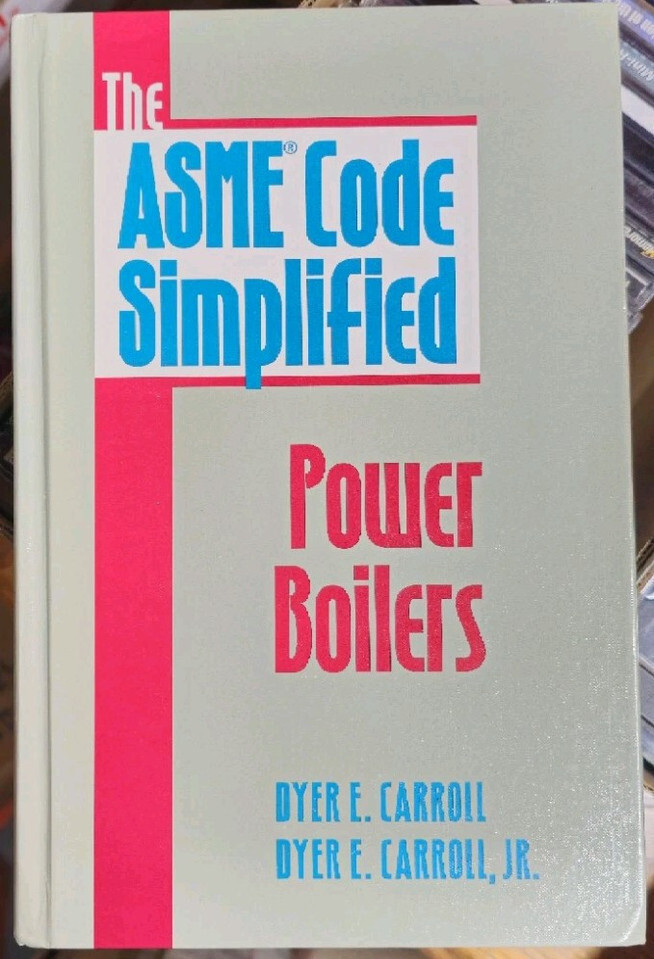 The
ASME® Code
Simplified
Power
Boilers
DYER E. CARROLL
DYER E. CARROLL, JR.